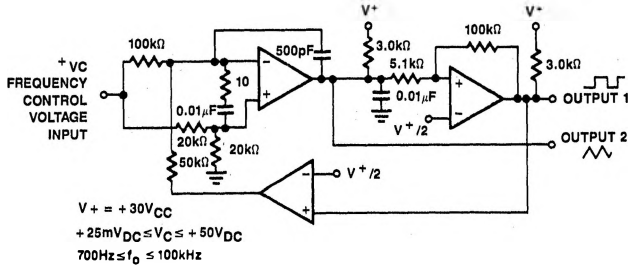 V+
V+
100kΩ
500pF
3.0kΩ
100kΩ
3.0kΩ
5.1kΩ
+VC
FREQUENCY
CONTROL
VOLTAGE
INPUT
10
0.01μF
0.01μF
OUTPUT 1
V+/2
20kΩ
20kΩ
OUTPUT 2
50kΩ
V+/2
V+ = +30VCC
+25mVDC ≤ VC ≤ +50VDC
700Hz ≤ fo ≤ 100kHz